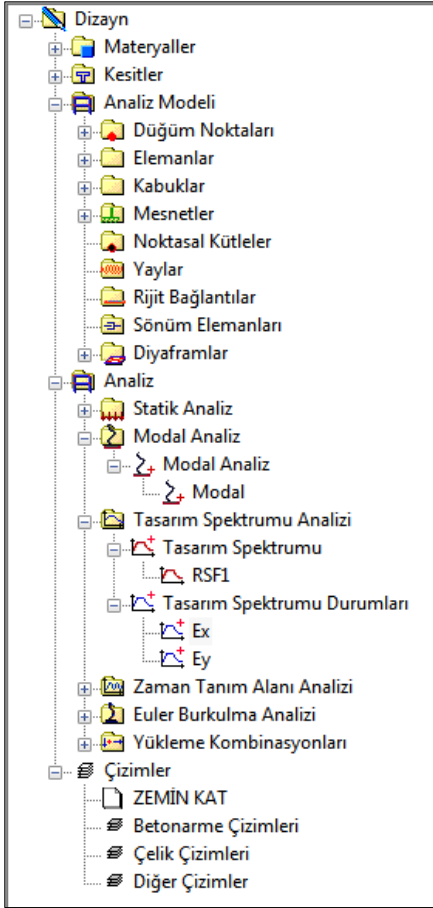 Dizayn
Materyaller
Kesitler
Analiz Modeli
Düğüm Noktaları
Elemanlar
Kabuklar
Mesnetler
Noktasal Kütleler
Yaylar
Rijit Bağlantılar
Sönüm Elemanları
Diyaframlar
Analiz
Statik Analiz
Modal Analiz
Modal Analiz
Modal
Tasarım Spektrumu Analizi
Tasarım Spektrumu
RSF1
Tasarım Spektrumu Durumları
Ex
Ey
Zaman Tanım Alanı Analizi
Euler Burkulma Analizi
Yükleme Kombinasyonları
Çizimler
ZEMİN KAT
Betonarme Çizimleri
Çelik Çizimleri
Diğer Çizimler